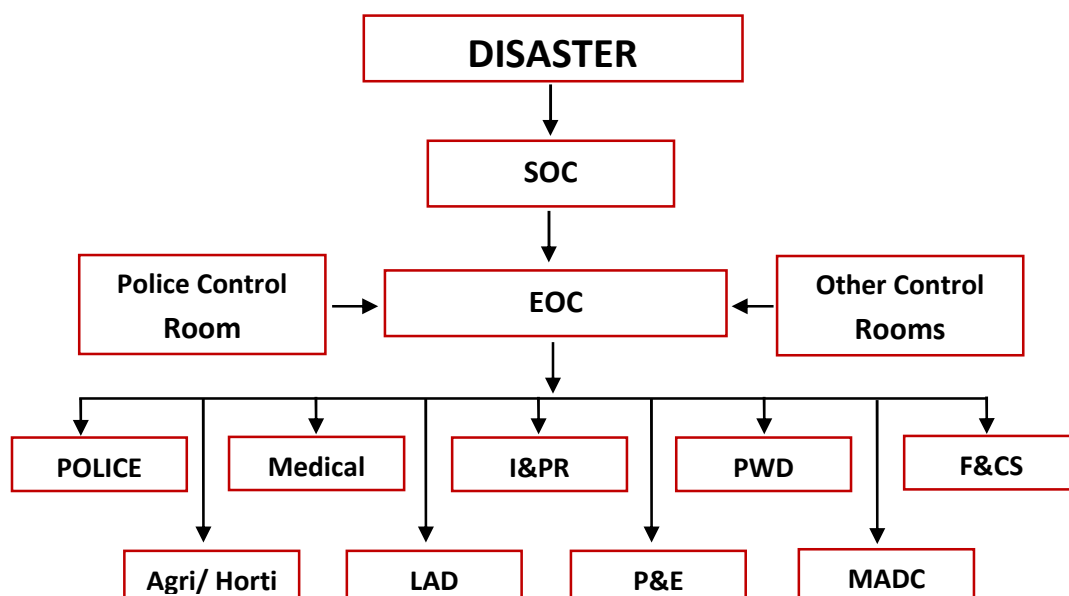 DISASTER
SOC
Police Control
Room
EOC
Other Control
Rooms
POLICE
Medical
I&PR
PWD
F&CS
Agri/ Horti
LAD
P&E
MADC